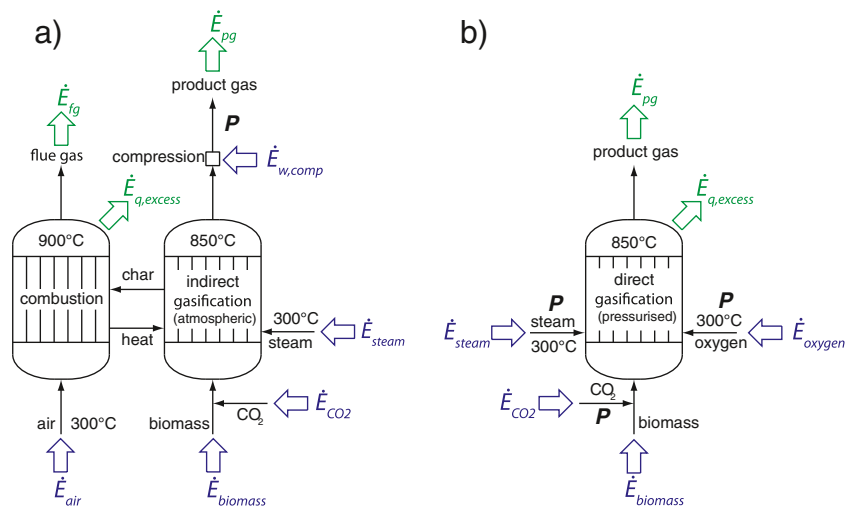 a)
Ė_pg
product gas
Ė_fg
P
flue gas
compression
Ė_w,comp
Ė_q,excess
900°C
850°C
char
combustion
indirect
gasification
(atmospheric)
heat
300°C
steam
Ė_steam
air 300°C
biomass
CO₂
Ė_CO2
Ė_air
Ė_biomass
b)
Ė_pg
product gas
Ė_q,excess
850°C
direct
gasification
(pressurised)
P
steam
300°C
Ė_steam
P
300°C
oxygen
Ė_oxygen
CO₂
P
Ė_CO2
biomass
Ė_biomass